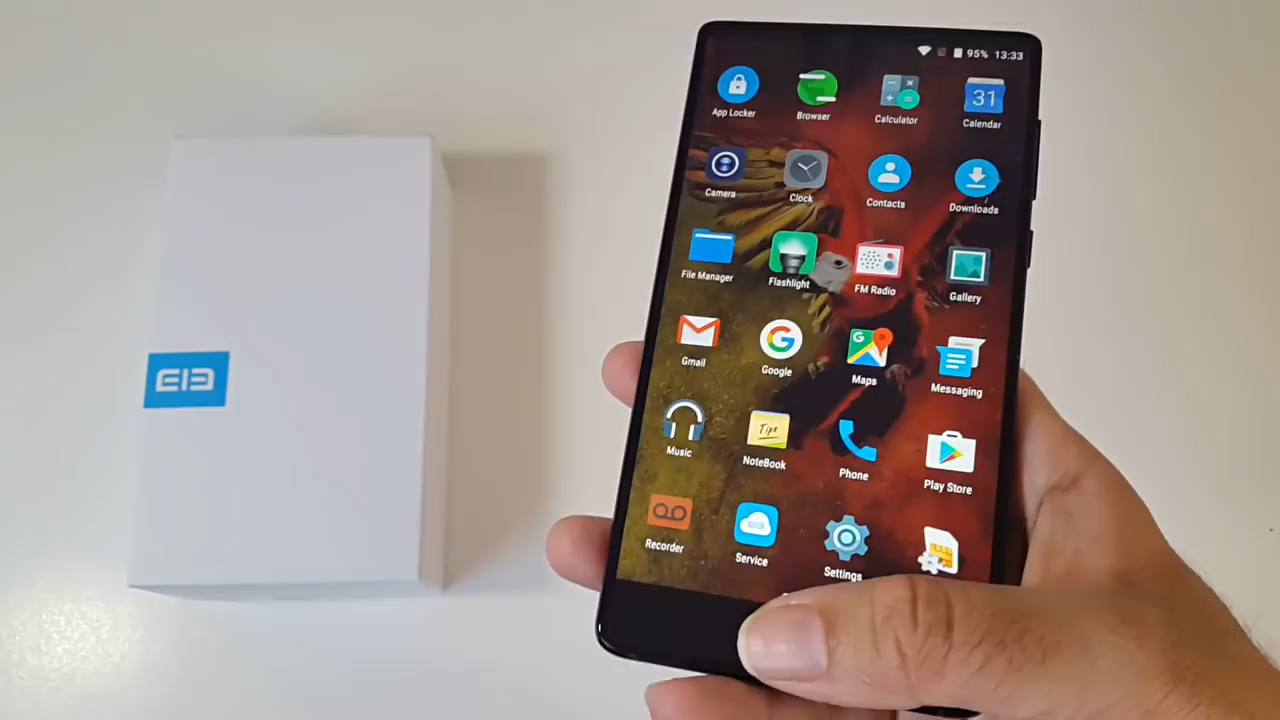 95% 13:33
App Locker
Browser
Calculator
31
Calendar
Camera
Clock
Contacts
Downloads
File Manager
Flashlight
FM Radio
Gallery
G
Gmail
Google
Maps
Messaging
Tips
Music
NoteBook
Phone
Play Store
Recorder
Service
Settings